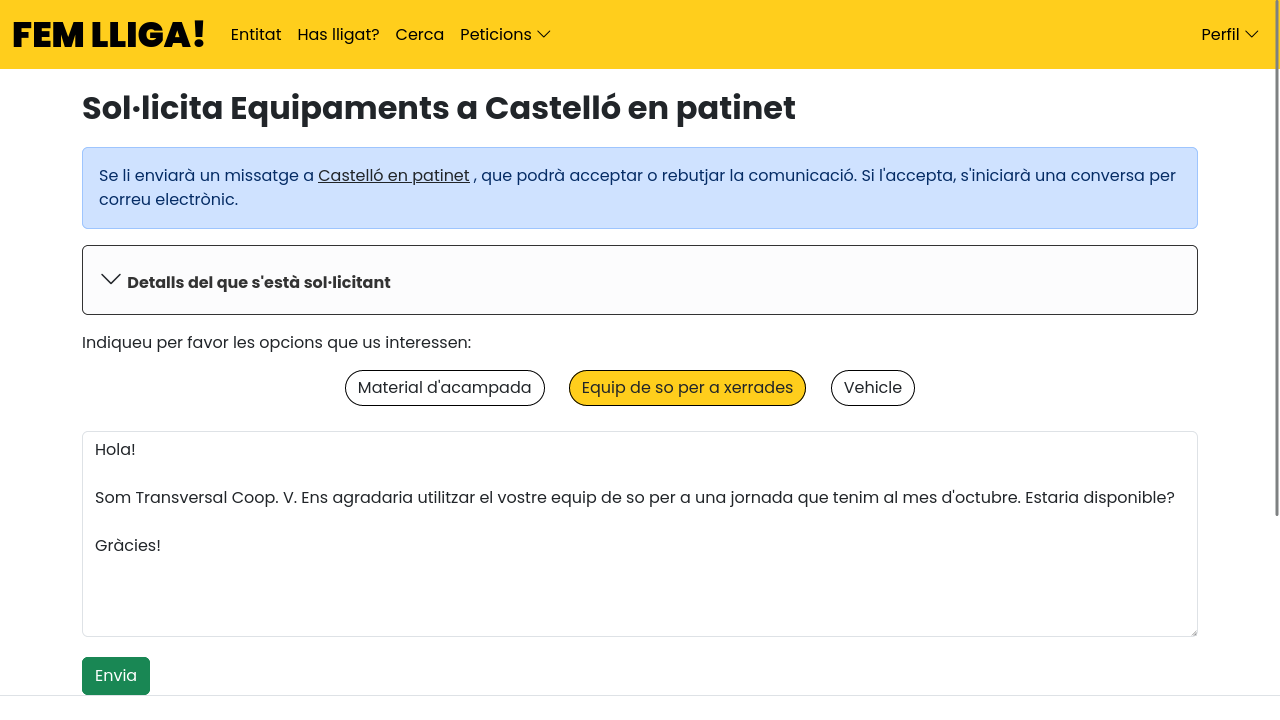 FEM LLIGA!
Entitat
Has lligat?
Cerca
Peticions
Perfil
Sol·licita Equipaments a Castelló en patinet
Se li enviarà un missatge a Castelló en patinet , que podrà acceptar o rebutjar la comunicació. Si l'accepta, s'iniciarà una conversa per
correu electrònic.
Detalls del que s'està sol·licitant
Indiqueu per favor les opcions que us interessen:
Material d'acampada
Equip de so per a xerrades
Vehicle
Hola!
Som Transversal Coop. V. Ens agradaria utilitzar el vostre equip de so per a una jornada que tenim al mes d'octubre. Estaria disponible?
Gràcies!
Envia